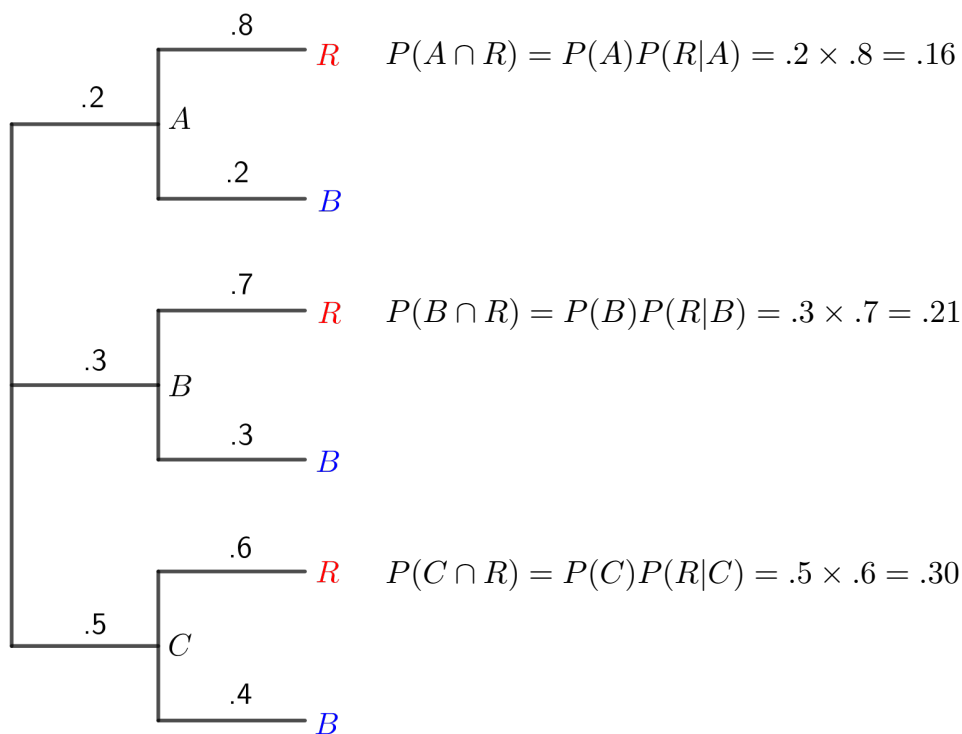 .8
R P(A ∩ R) = P(A)P(R|A) = .2 × .8 = .16
.2
A
.2
B
.7
R P(B ∩ R) = P(B)P(R|B) = .3 × .7 = .21
.3
B
.3
B
.6
R P(C ∩ R) = P(C)P(R|C) = .5 × .6 = .30
.5
C
.4
B